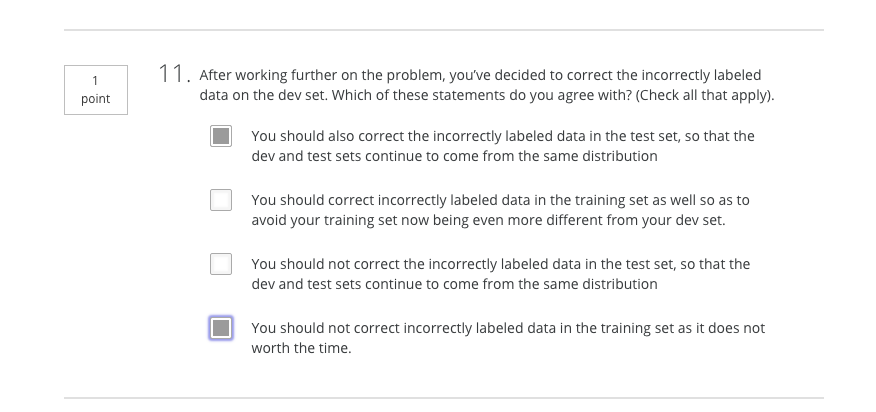 1
point
11. After working further on the problem, you’ve decided to correct the incorrectly labeled
data on the dev set. Which of these statements do you agree with? (Check all that apply).
You should also correct the incorrectly labeled data in the test set, so that the
dev and test sets continue to come from the same distribution
You should correct incorrectly labeled data in the training set as well so as to
avoid your training set now being even more different from your dev set.
You should not correct the incorrectly labeled data in the test set, so that the
dev and test sets continue to come from the same distribution
You should not correct incorrectly labeled data in the training set as it does not
worth the time.